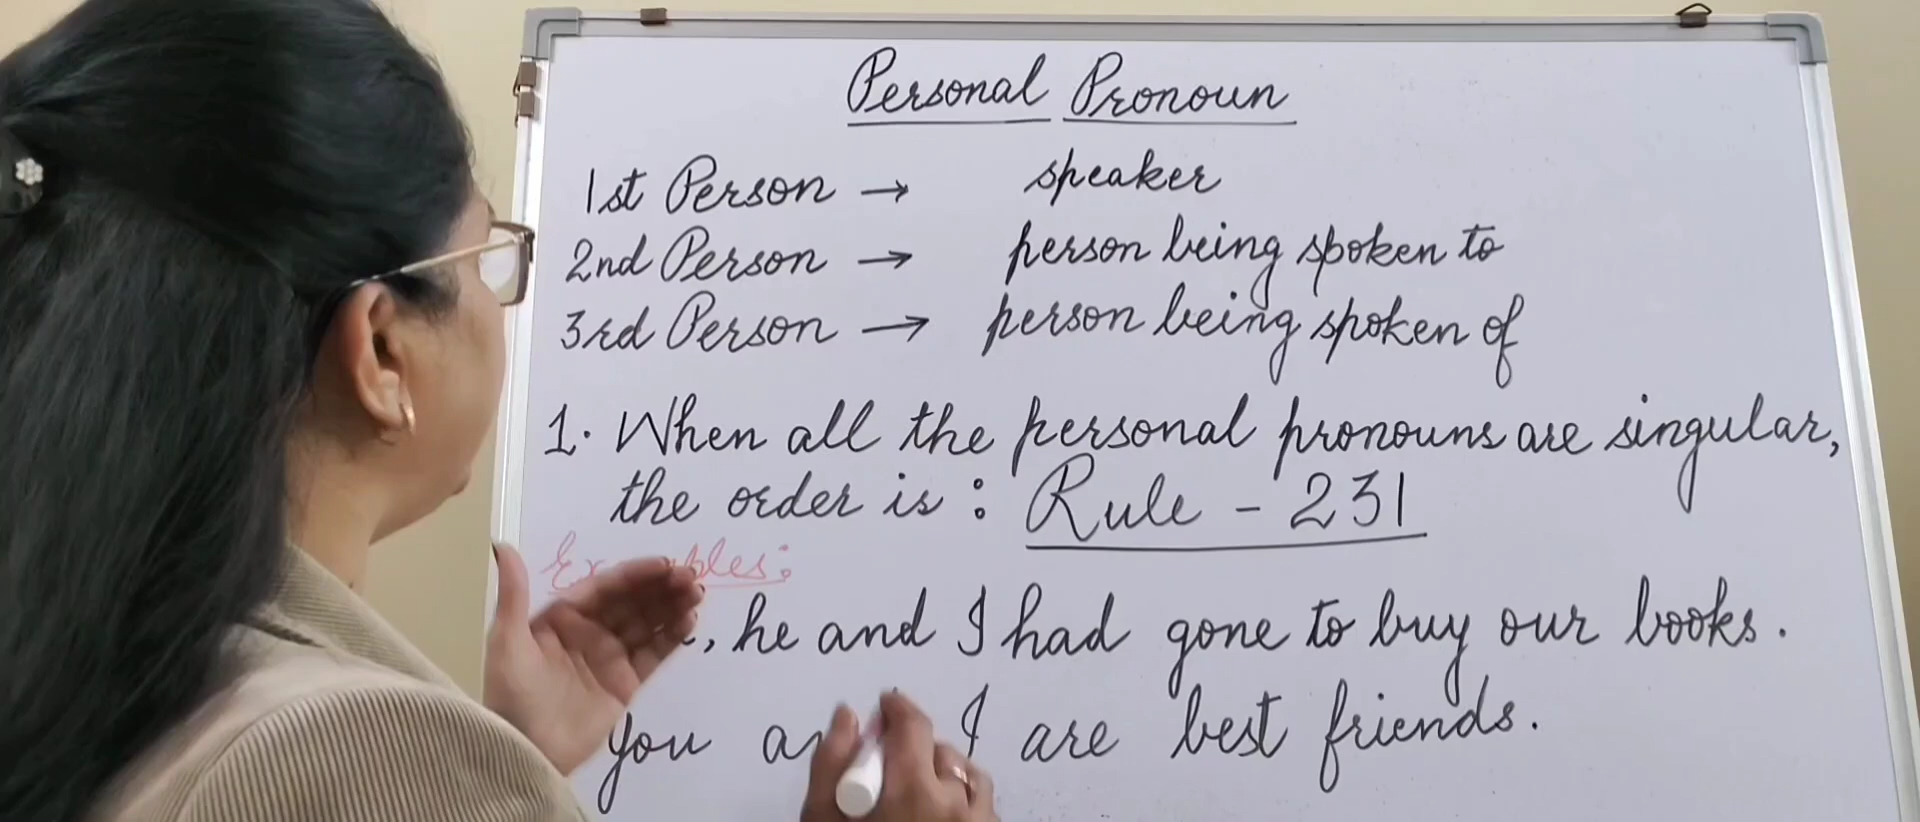 Personal Pronoun
1st Person → speaker
2nd Person → person being spoken to
3rd Person → person being spoken of
1. When all the personal pronouns are singular,
the order is : Rule - 231
, he and I had gone to buy our books.
You I are best friends.